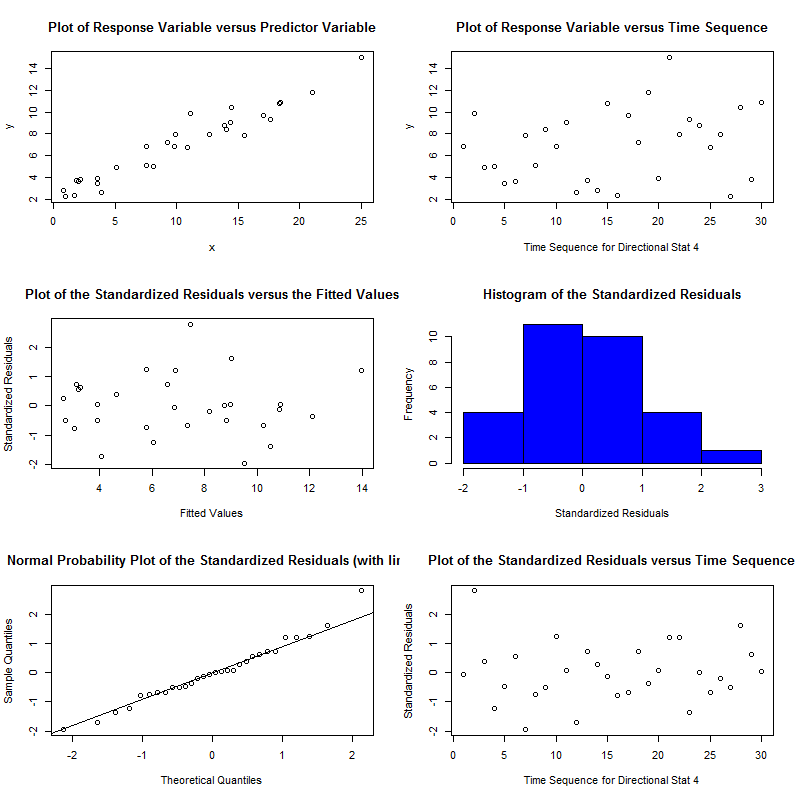 Plot of Response Variable versus Predictor Variable
y
2 4 6 8 10 12 14
0 5 10 15 20 25
x
Plot of Response Variable versus Time Sequence
y
2 4 6 8 10 12 14
0 5 10 15 20 25 30
Time Sequence for Directional Stat 4
Plot of the Standardized Residuals versus the Fitted Values
Standardized Residuals
-2 -1 0 1 2
4 6 8 10 12 14
Fitted Values
Histogram of the Standardized Residuals
Frequency
0 2 4 6 8 10
-2 -1 0 1 2 3
Standardized Residuals
Normal Probability Plot of the Standardized Residuals (with lin
Sample Quantiles
-2 -1 0 1 2
-2 -1 0 1 2
Theoretical Quantiles
Plot of the Standardized Residuals versus Time Sequence
Standardized Residuals
-2 -1 0 1 2
0 5 10 15 20 25 30
Time Sequence for Directional Stat 4